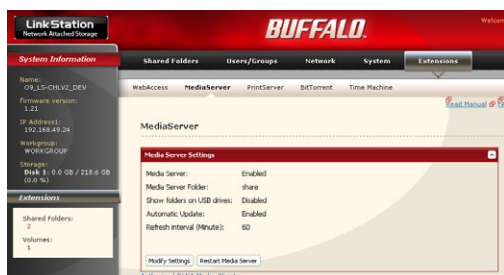 LinkStation
Network Attached Storage
BUFFALO
Welcom
System Information
Shared Folders Users/Groups Network System Extensions
Name:
O9_LS-CHLV2_DEV
WebAccess MediaServer PrintServer BitTorrent Time Machine
Firmware version:
1.21
Read Manual
IP Address1:
192.168.49.24
MediaServer
Workgroup:
WORKGROUP
Storage:
Disk 1: 0.0 GB / 218.6 GB
(0.0 %)
Media Server Settings
Media Server: Enabled
Media Server Folder: share
Extensions
Show folders on USB drives: Disabled
Automatic Update: Enabled
Shared Folders:
2
Refresh interval (Minute): 60
Volumes:
1
Modify Settings Restart Media Server